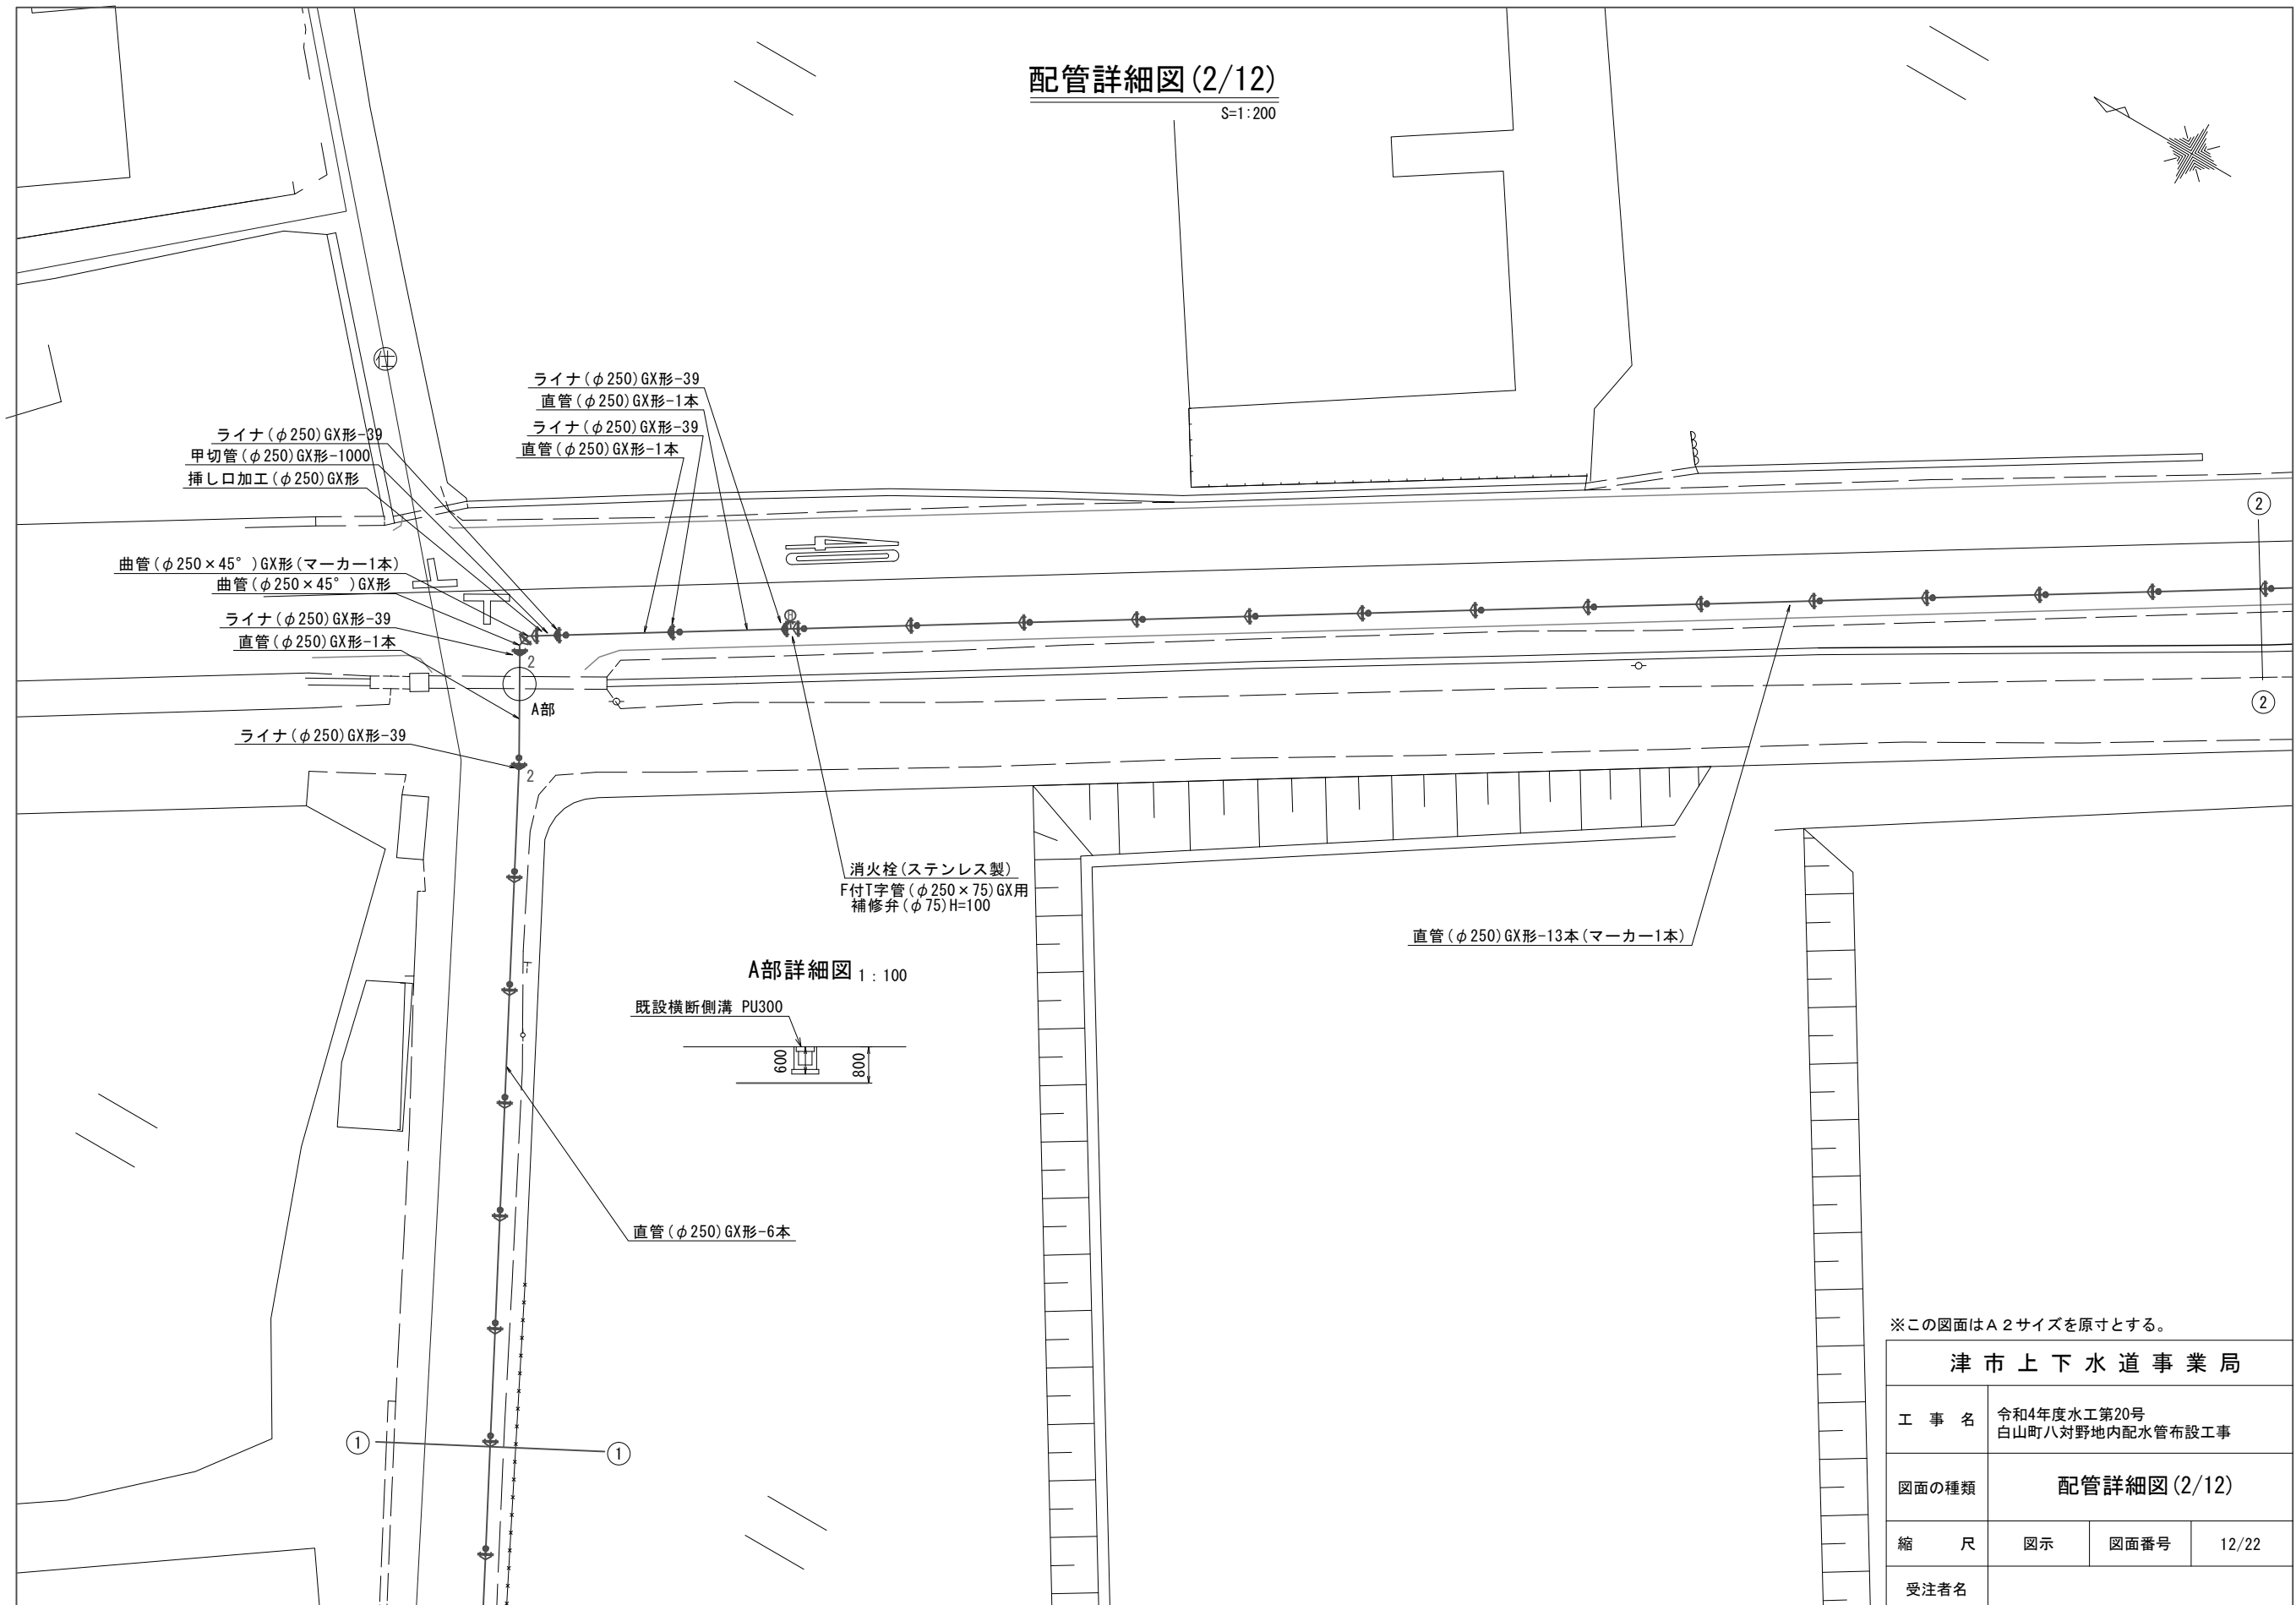 配管詳細図(2/12)
S=1:200
仕
ライナ(φ250)GX形-39
直管(φ250)GX形-1本
ライナ(φ250)GX形-39
直管(φ250)GX形-1本
ライナ(φ250)GX形-39
甲切管(φ250)GX形-1000
挿し口加工(φ250)GX形
曲管(φ250×45°)GX形(マーカー1本)
曲管(φ250×45°)GX形
ライナ(φ250)GX形-39
直管(φ250)GX形-1本
ライナ(φ250)GX形-39
止
ト
H
2
A部
2
②
②
消火栓(ステンレス製)
F付T字管(φ250×75)GX用
補修弁(φ75)H=100
直管(φ250)GX形-13本(マーカー1本)
A部詳細図 1:100
既設横断側溝 PU300
600
800
直管(φ250)GX形-6本
①
①
※この図面はA2サイズを原寸とする。
津市上下水道事業局
工事名
令和4年度水工第20号
白山町八対野地内配水管布設工事
図面の種類
配管詳細図(2/12)
縮尺
図示
図面番号
12/22
受注者名